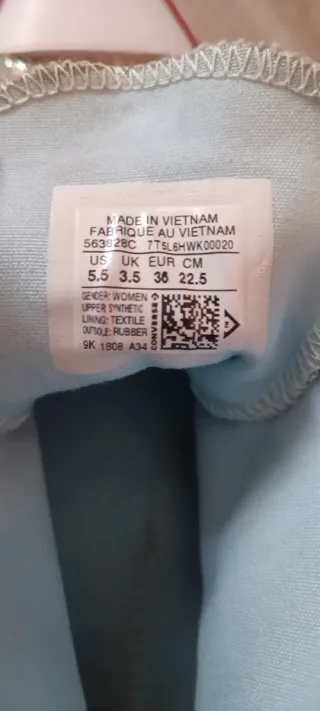 MADE IN VIETNAM
FABRIQUE AU VIETNAM
563828C 7T5L6HWK00020
US UK EUR CM
5.5 3.5 36 22.5
GENDER: WOMEN
UPPER: SYNTHETIC
LINING: TEXTILE
OUTSOLE: RUBBER
CONVERSE
9K 1808 A34